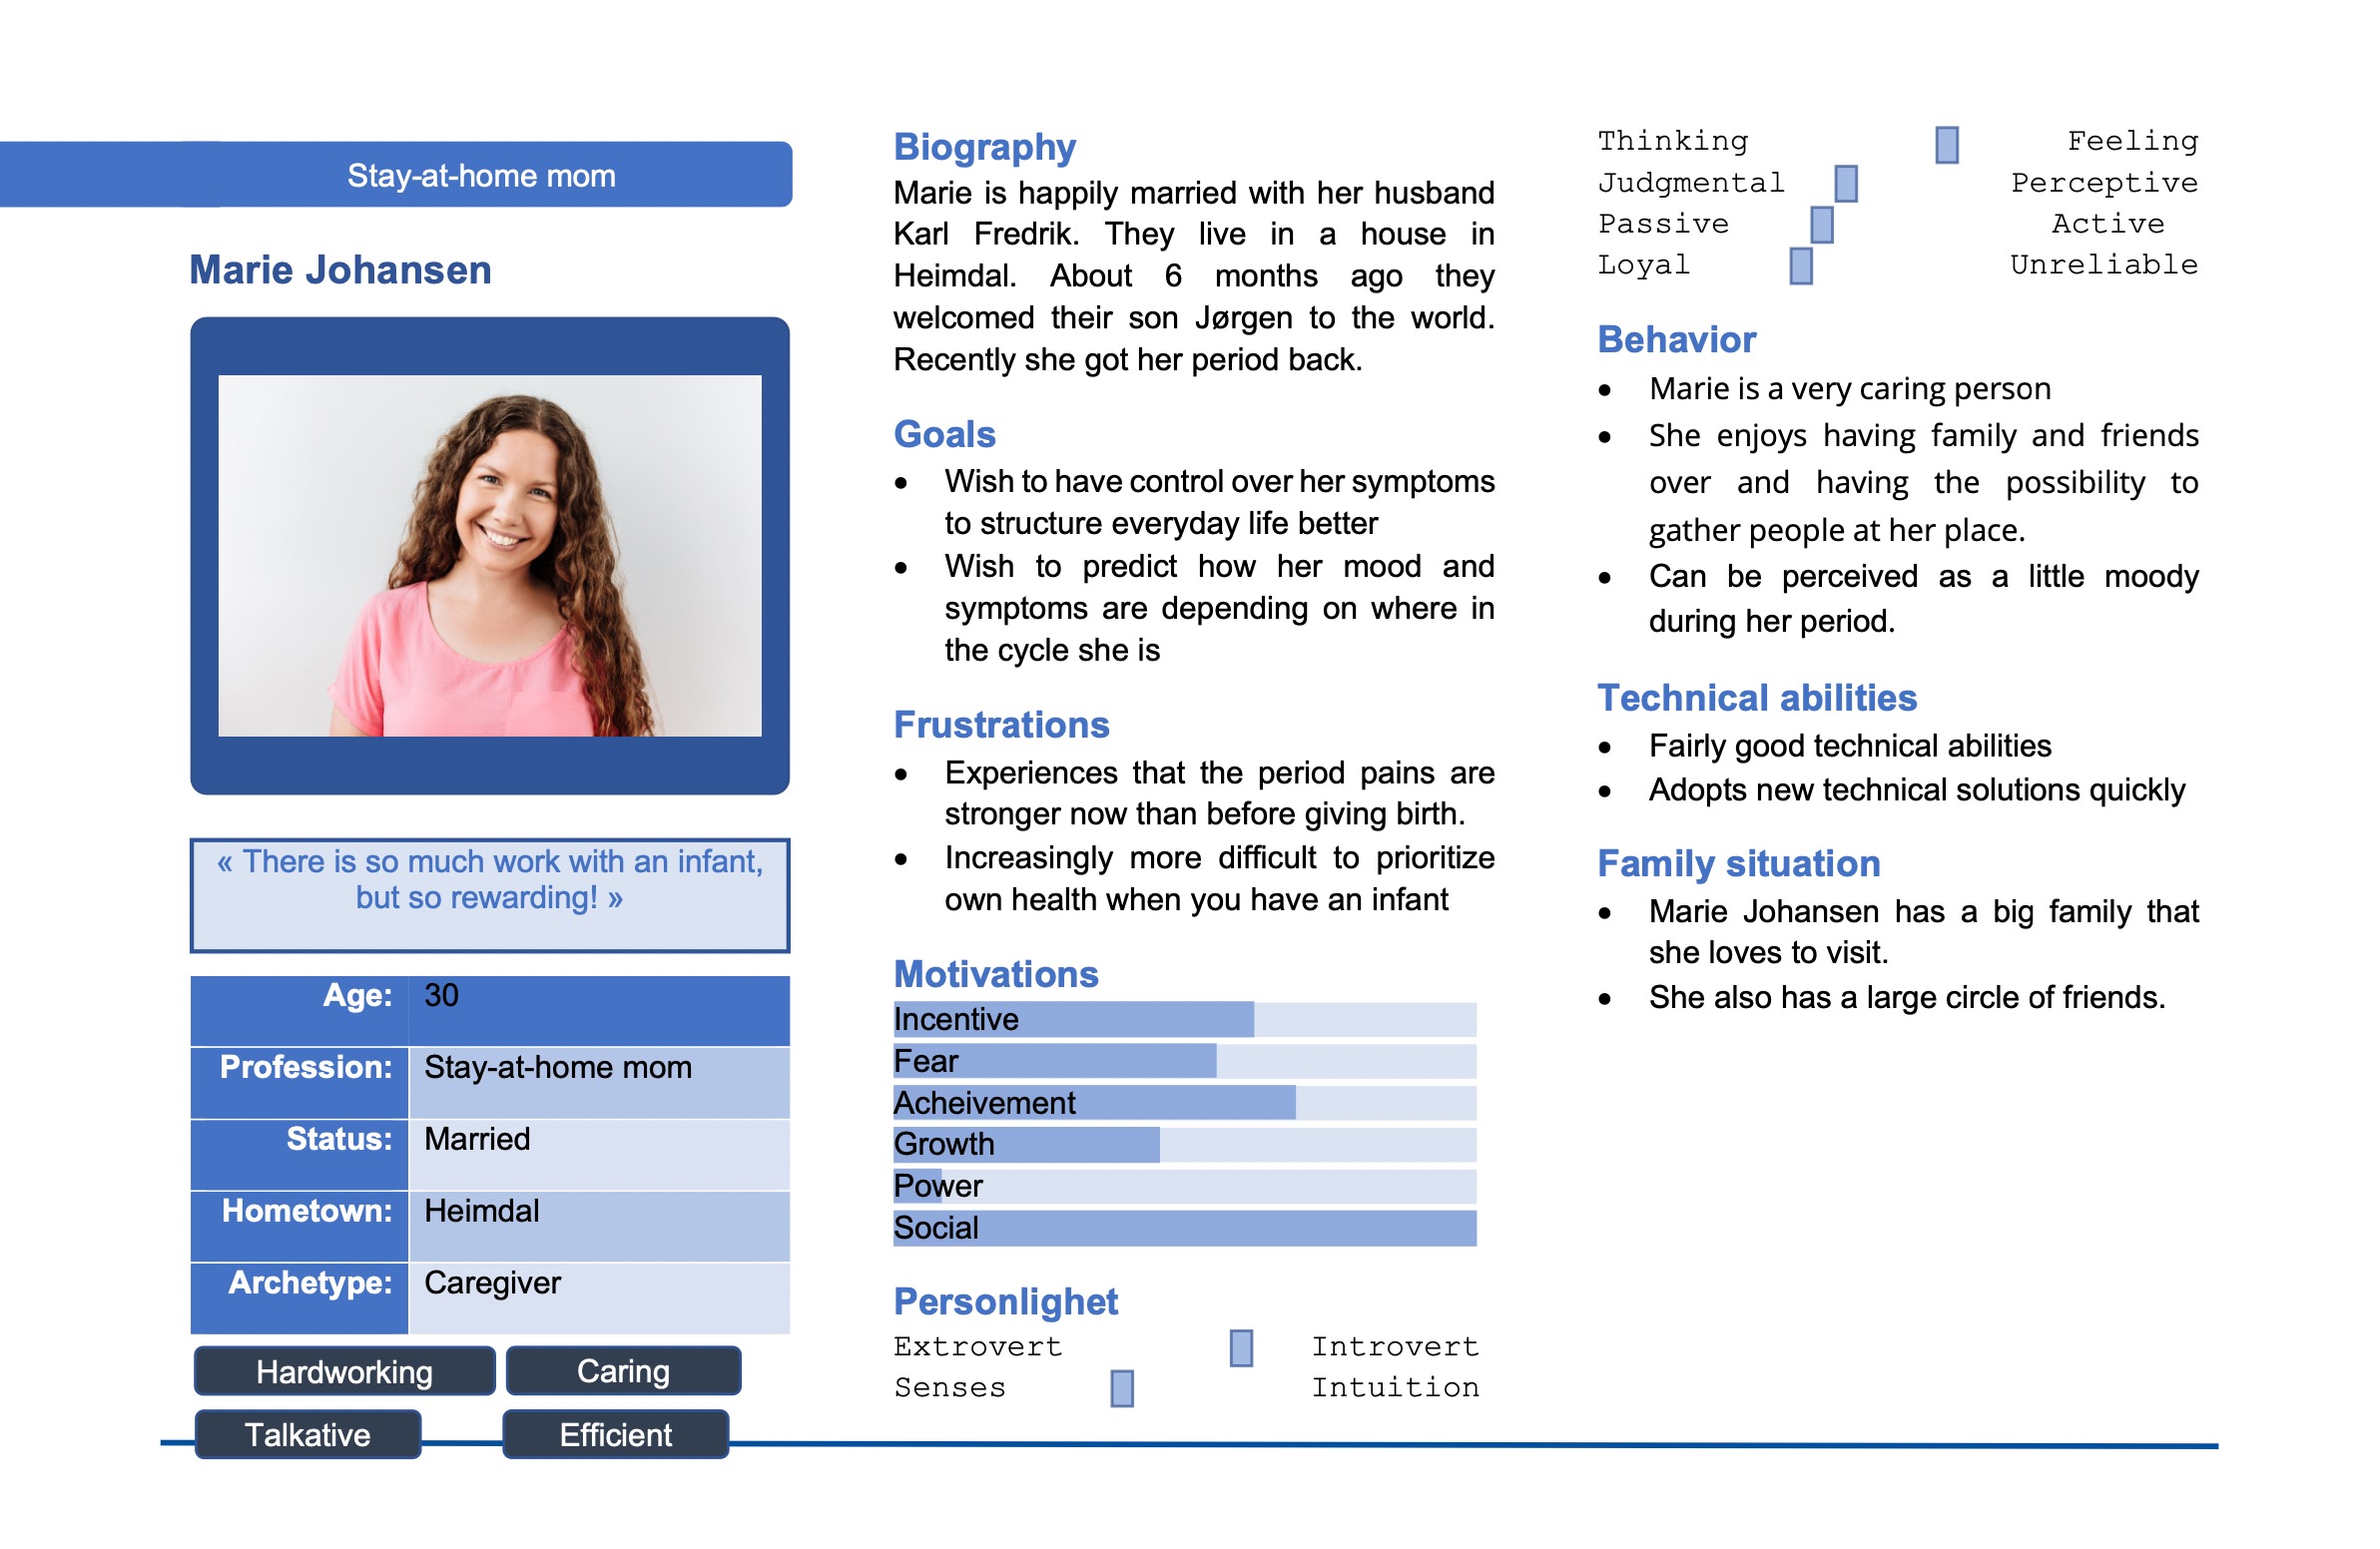 Stay-at-home mom
Marie Johansen
« There is so much work with an infant,
but so rewarding! »
Age: 30
Profession: Stay-at-home mom
Status: Married
Hometown: Heimdal
Archetype: Caregiver
Hardworking Caring
Talkative Efficient
Biography
Marie is happily married with her husband
Karl Fredrik. They live in a house in
Heimdal. About 6 months ago they
welcomed their son Jørgen to the world.
Recently she got her period back.
Goals
• Wish to have control over her symptoms
to structure everyday life better
• Wish to predict how her mood and
symptoms are depending on where in
the cycle she is
Frustrations
• Experiences that the period pains are
stronger now than before giving birth.
• Increasingly more difficult to prioritize
own health when you have an infant
Motivations
Incentive
Fear
Acheivement
Growth
Power
Social
Personlighet
Extrovert Introvert
Senses Intuition
Thinking Feeling
Judgmental Perceptive
Passive Active
Loyal Unreliable
Behavior
• Marie is a very caring person
• She enjoys having family and friends
over and having the possibility to
gather people at her place.
• Can be perceived as a little moody
during her period.
Technical abilities
• Fairly good technical abilities
• Adopts new technical solutions quickly
Family situation
• Marie Johansen has a big family that
she loves to visit.
• She also has a large circle of friends.